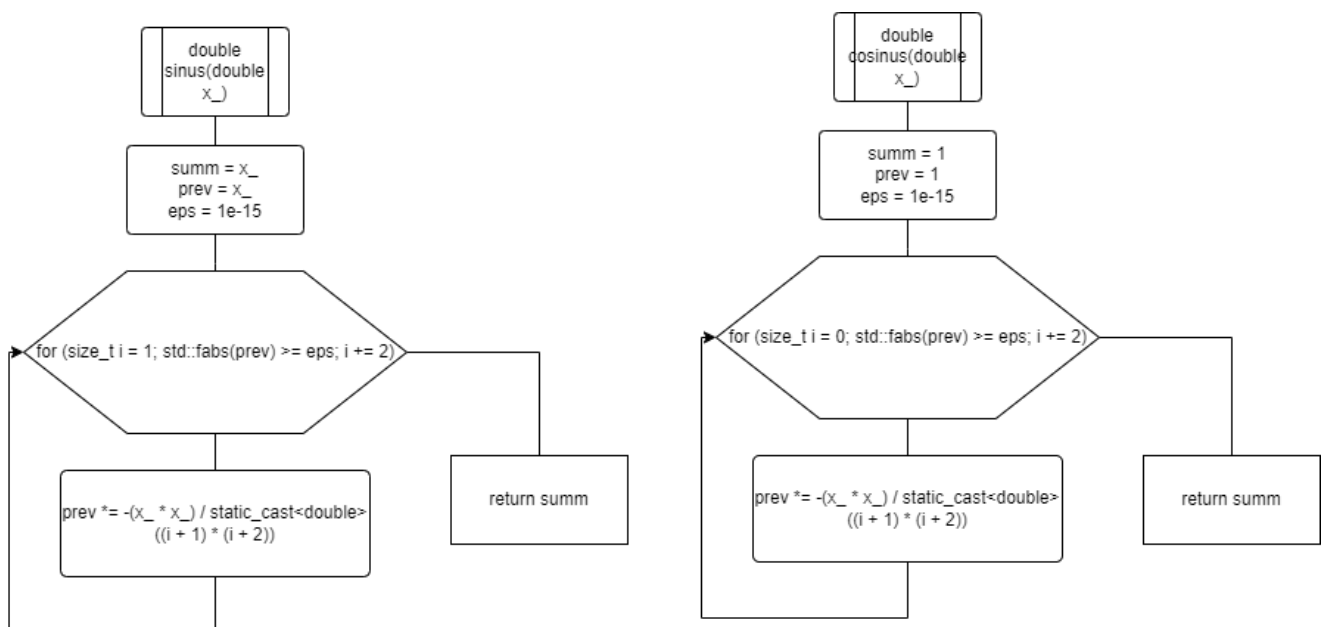 double
sinus(double
x_)
summ = x_
prev = x_
eps = 1e-15
for (size_t i = 1; std::fabs(prev) >= eps; i += 2)
prev *= -(x_ * x_) / static_cast<double>
((i + 1) * (i + 2))
return summ
double
cosinus(double
x_)
summ = 1
prev = 1
eps = 1e-15
for (size_t i = 0; std::fabs(prev) >= eps; i += 2)
prev *= -(x_ * x_) / static_cast<double>
((i + 1) * (i + 2))
return summ